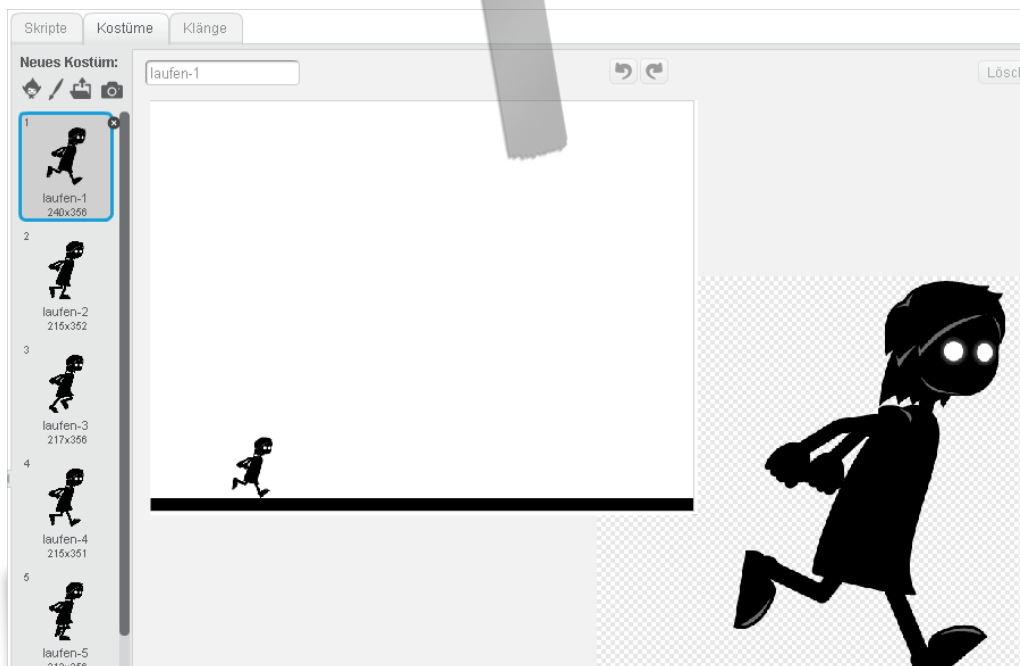 Skripte
Kostüme
Klänge
Neues Kostüm:
laufen-1
1
laufen-1
240x356
2
laufen-2
215x352
3
laufen-3
217x356
4
laufen-4
215x351
5
laufen-5